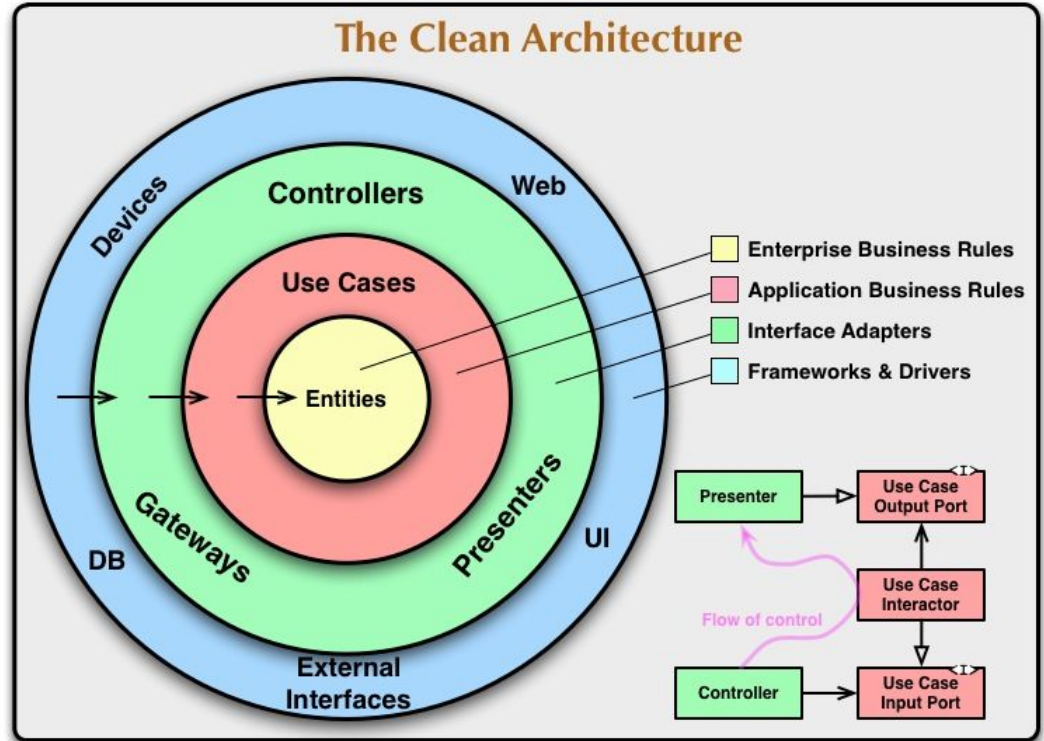 The Clean Architecture
Devices
Controllers
Web
Use Cases
Entities
Gateways
Presenters
DB
UI
External
Interfaces
Enterprise Business Rules
Application Business Rules
Interface Adapters
Frameworks & Drivers
Presenter
<I>
Use Case
Output Port
Flow of control
Use Case
Interactor
Controller
<I>
Use Case
Input Port